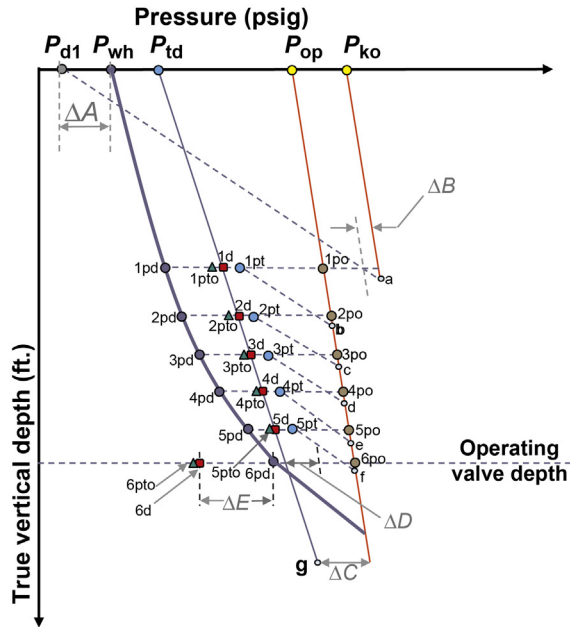 Pressure (psig)
Pd1 Pwh Ptd Pop Pko
ΔA
ΔB
1d 1pt 1po
1pd 1pto a
2d 2pt 2po
2pd 2pto b
3d 3pt 3po
3pd 3pto c
4d 4pt 4po
4pd 4pto d
5d 5pt 5po
5pd e
5pto 6pd 6po
f
Operating
valve depth
6pto
6d
ΔE
ΔD
g ΔC
True vertical depth (ft.)